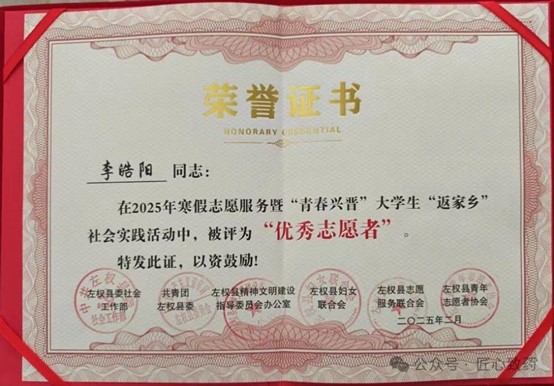 荣誉证书
HONORARY CREDENTIAL
李皓阳 同志：
在2025年寒假志愿服务暨“青春兴晋”大学生“返家乡”
社会实践活动中，被评为“优秀志愿者”。
特发此证，以资鼓励！
左权县委社会 共青团 左权县精神文明建设 左权县妇女 左权县志愿 左权县青年
工作部 左权县委 指导委员会办公室 联合会 服务联合会 志愿者协会
二〇二五年二月
公众号·匠心致药